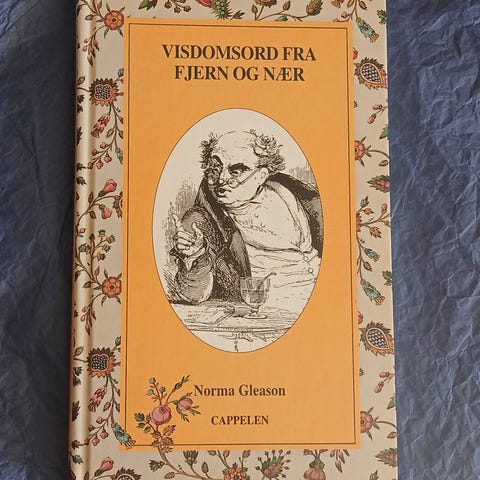 VISDOMSORD FRA
FJERN OG NÆR
Norma Gleason
CAPPELEN